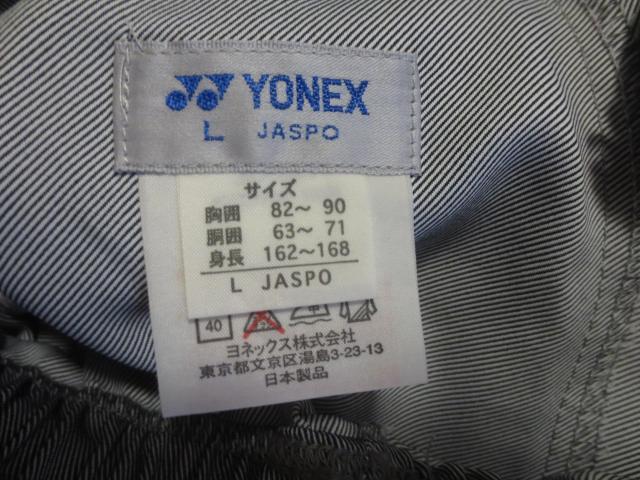 YONEX
L JASPO
サイズ
胸囲 82～ 90
胴囲 63～ 71
身長 162～168
L JASPO
40
ヨネックス株式会社
東京都文京区湯島3-23-13
日本製品